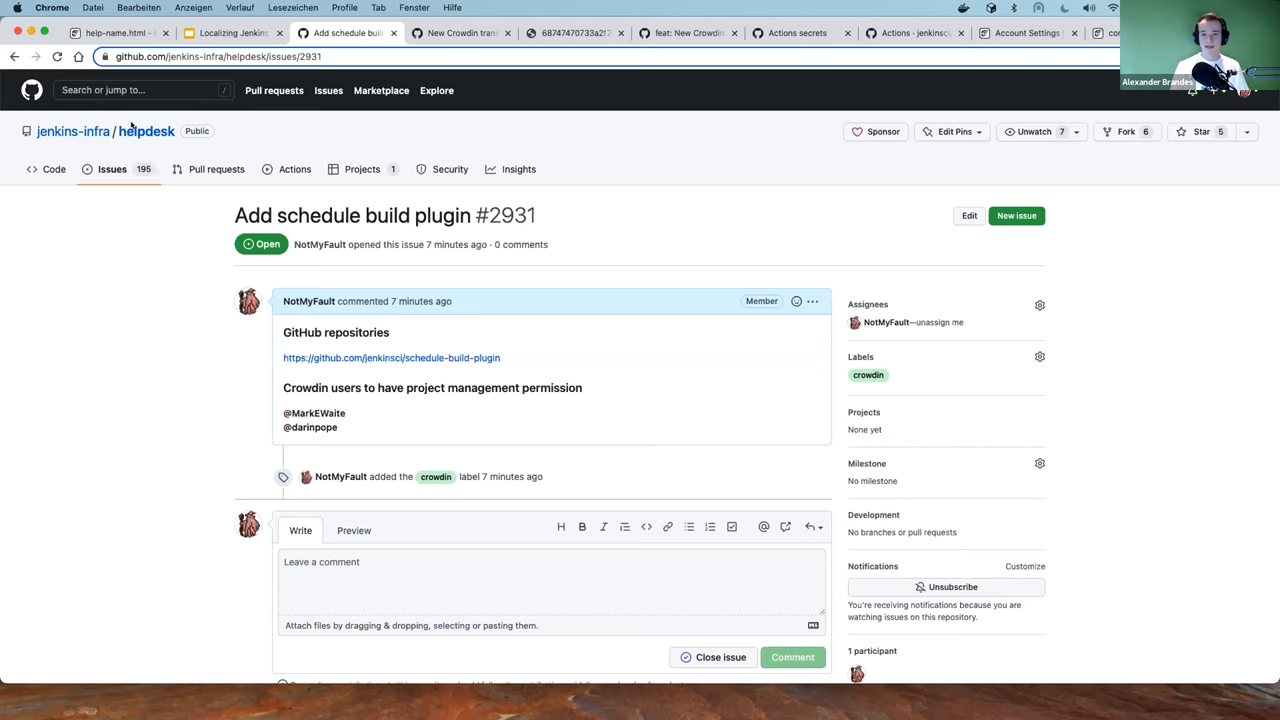 Chrome Datei Bearbeiten Anzeigen Verlauf Lesezeichen Profile Tab Fenster Hilfe
help-name.html - Localizing Jenkins Add schedule buil New Crowdin tran 68747470733a2f2 feat: New Crowdin Actions secrets Actions · jenkinsci Account Settings
github.com/jenkins-infra/helpdesk/issues/2931
Alexander Brandes
Search or jump to... / Pull requests Issues Marketplace Explore
jenkins-infra / helpdesk Public Sponsor Edit Pins Unwatch 7 Fork 6 Star 5
Code Issues 195 Pull requests Actions Projects 1 Security Insights
Add schedule build plugin #2931 Edit New issue
Open NotMyFault opened this issue 7 minutes ago · 0 comments
NotMyFault commented 7 minutes ago Member
GitHub repositories
https://github.com/jenkinsci/schedule-build-plugin
Crowdin users to have project management permission
@MarkEWaite
@darinpope
NotMyFault added the crowdin label 7 minutes ago
Write Preview
Leave a comment
Attach files by dragging & dropping, selecting or pasting them.
Close issue Comment
Assignees
NotMyFault—unassign me
Labels
crowdin
Projects
None yet
Milestone
No milestone
Development
No branches or pull requests
Notifications Customize
Unsubscribe
You're receiving notifications because you are
watching issues on this repository.
1 participant